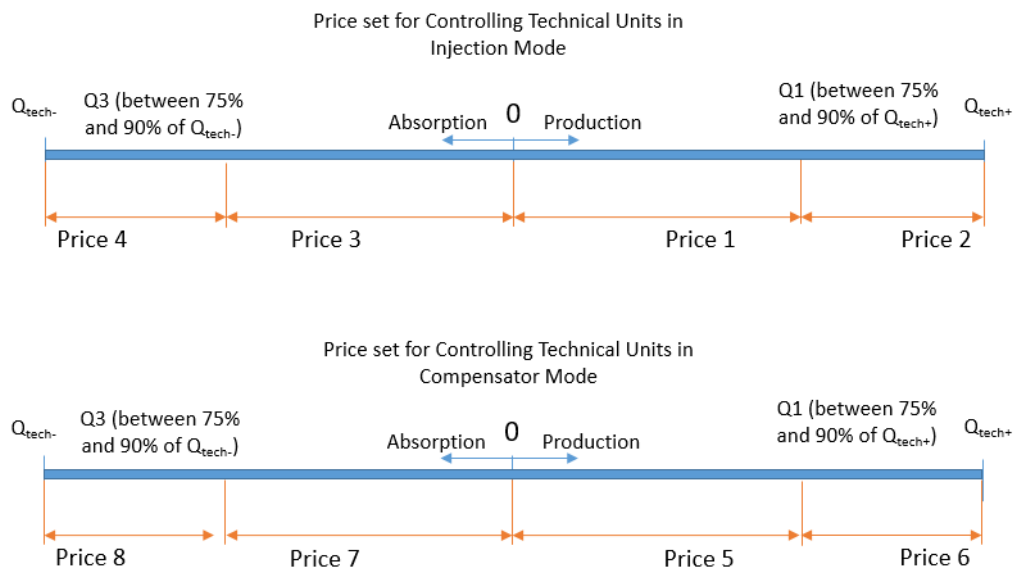 Price set for Controlling Technical Units in
Injection Mode
Q3 (between 75%
and 90% of Qtech-)
Qtech-
Absorption
0
Production
Q1 (between 75%
and 90% of Qtech+)
Qtech+
Price 4
Price 3
Price 1
Price 2
Price set for Controlling Technical Units in
Compensator Mode
Qtech-
Q3 (between 75%
and 90% of Qtech-)
Absorption
0
Production
Q1 (between 75%
and 90% of Qtech+)
Qtech+
Price 8
Price 7
Price 5
Price 6